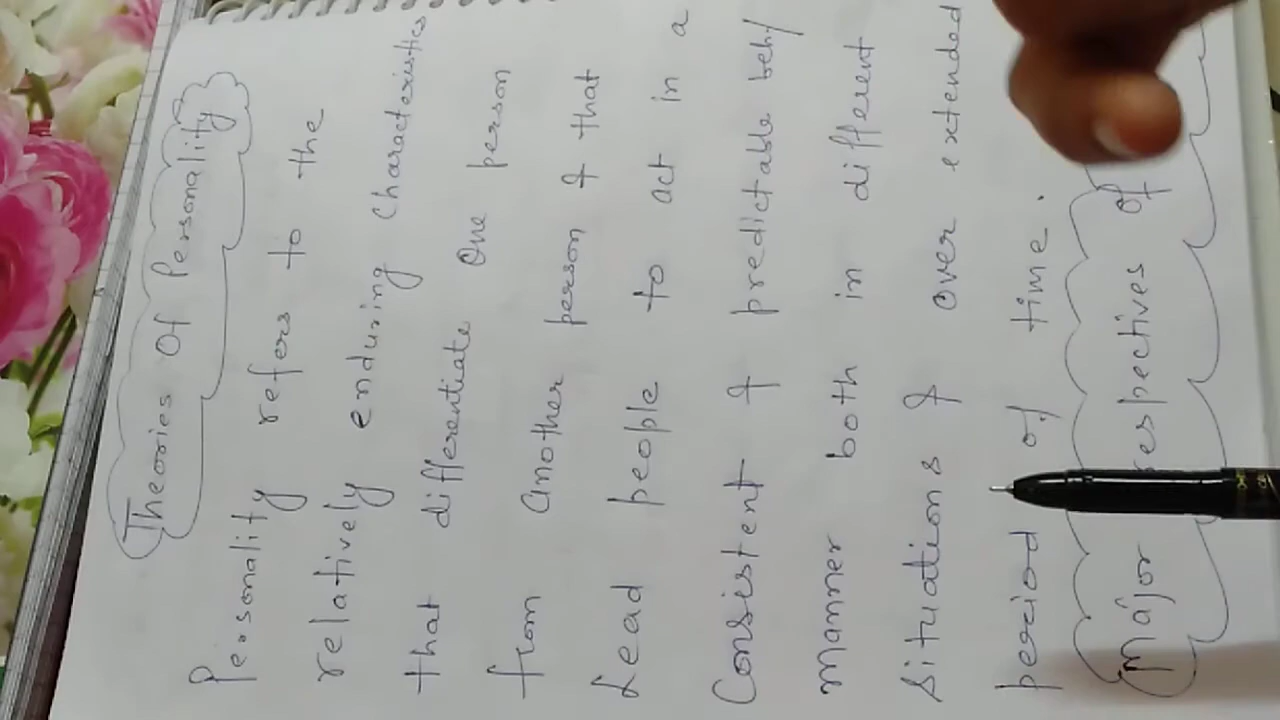 Theories Of Personality
Personality refers to the
relatively enduring Characteristics
that differentiate One person
from another person & that
Lead people to act in a
Consistent & predictable beh
manner both in different
Situations & over extended
period of time.
Major of